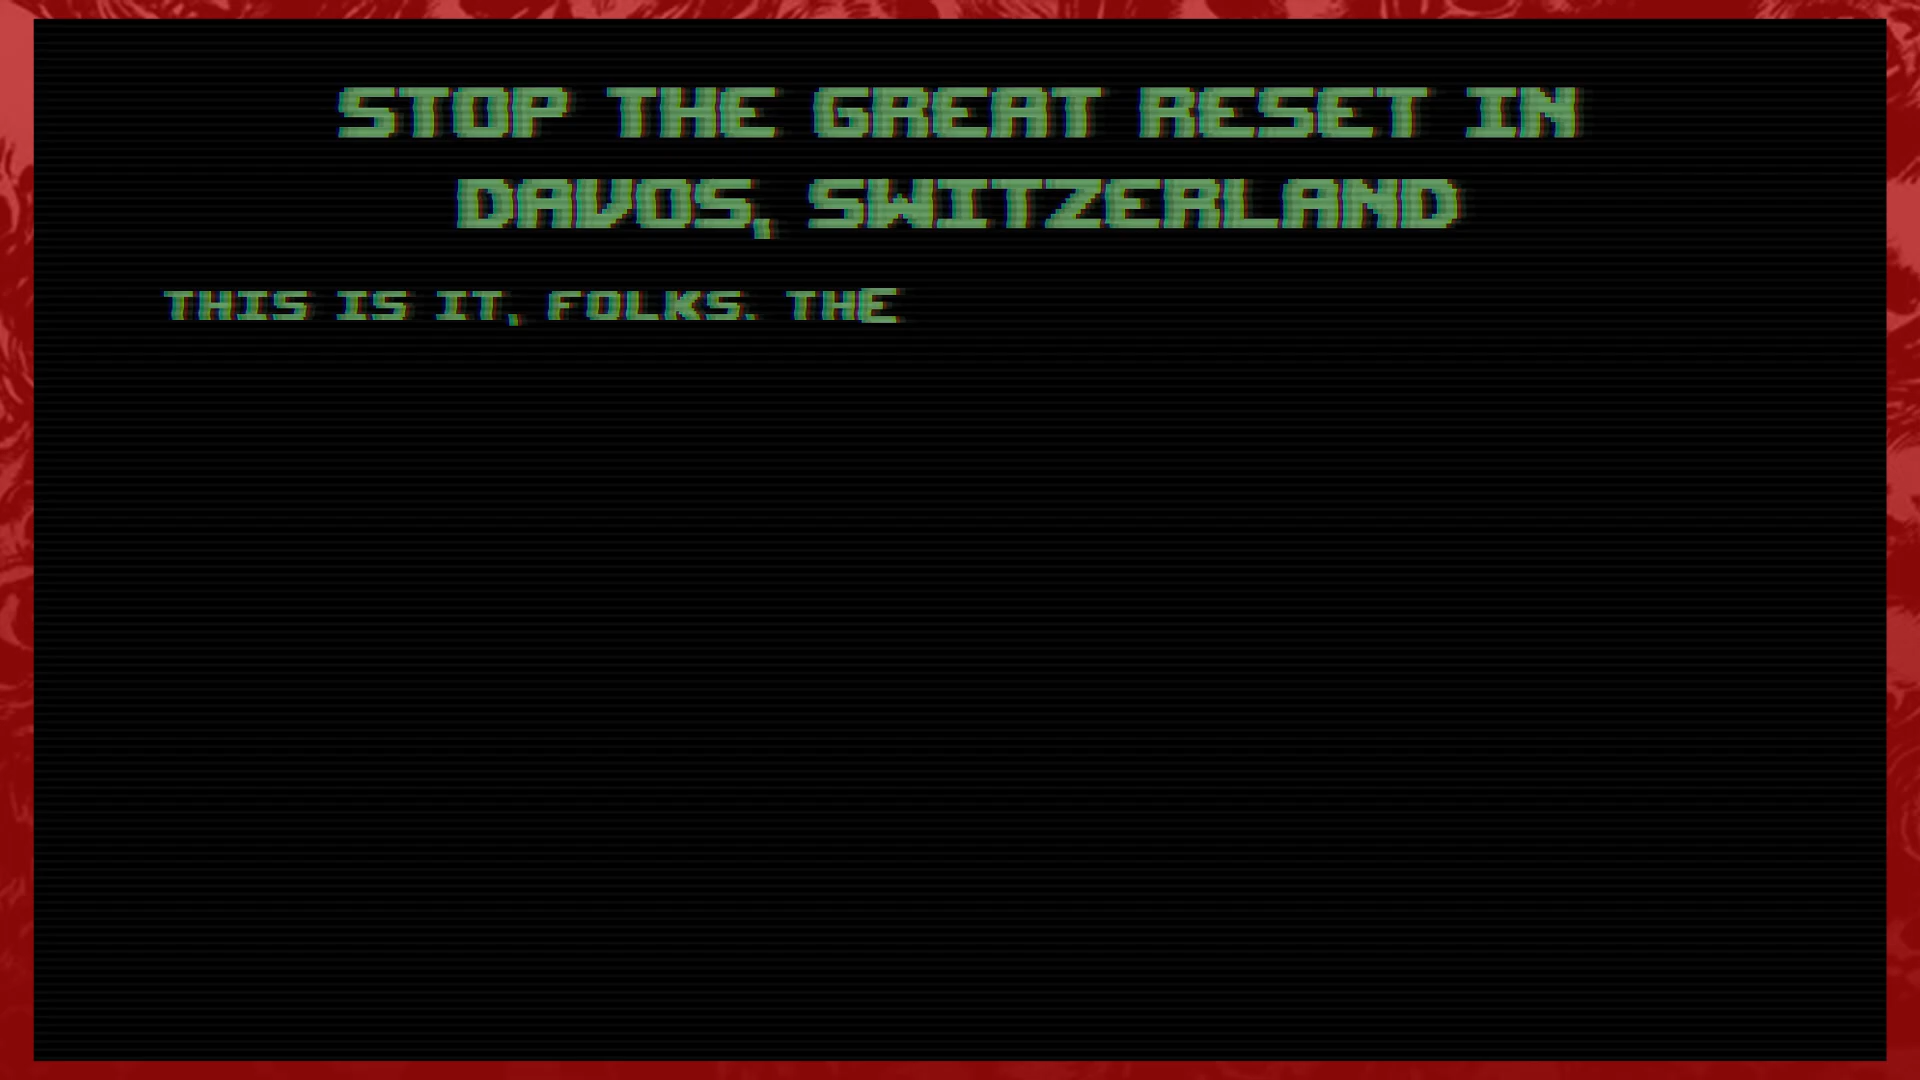 STOP THE GREAT RESET IN
DAVOS, SWITZERLAND
THIS IS IT, FOLKS. THE